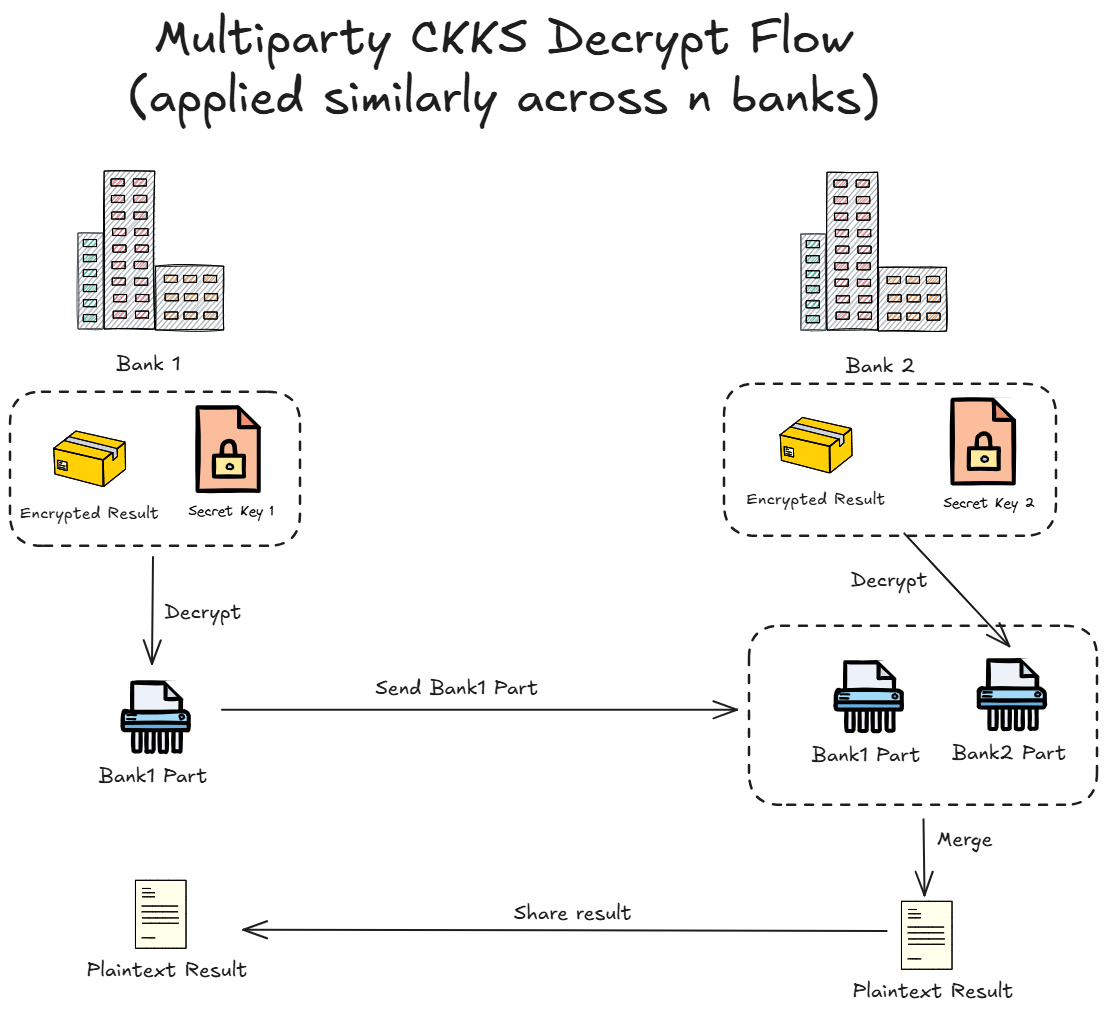 Multiparty CKKS Decrypt Flow
(applied similarly across n banks)
Bank 1
Bank 2
Encrypted Result
Secret Key 1
Encrypted Result
Secret Key 2
Decrypt
Decrypt
Send Bank1 Part
Bank1 Part
Bank1 Part
Bank2 Part
Merge
Share result
Plaintext Result
Plaintext Result